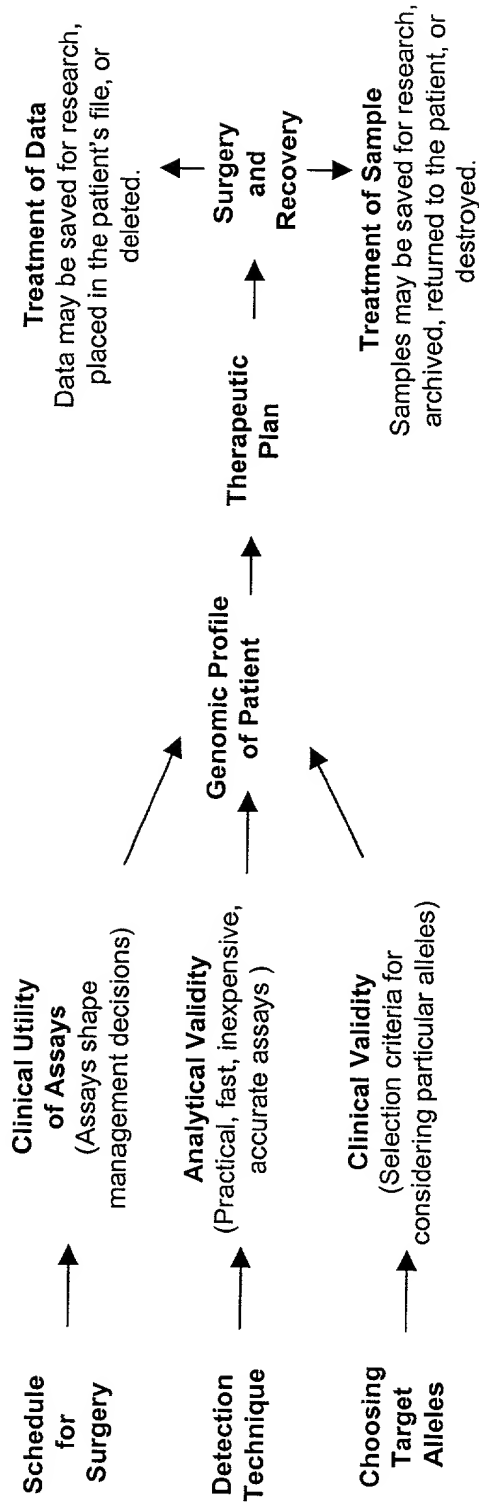 Schedule
for
Surgery
Clinical Utility
of Assays
(Assays shape
management decisions)
Detection
Technique
Analytical Validity
(Practical, fast, inexpensive,
accurate assays )
Choosing
Target
Alleles
Clinical Validity
(Selection criteria for
considering particular alleles)
Genomic Profile
of Patient
Therapeutic
Plan
Surgery
and
Recovery
Treatment of Data
Data may be saved for research,
placed in the patient's file, or
deleted.
Treatment of Sample
Samples may be saved for research,
archived, returned to the patient, or
destroyed.